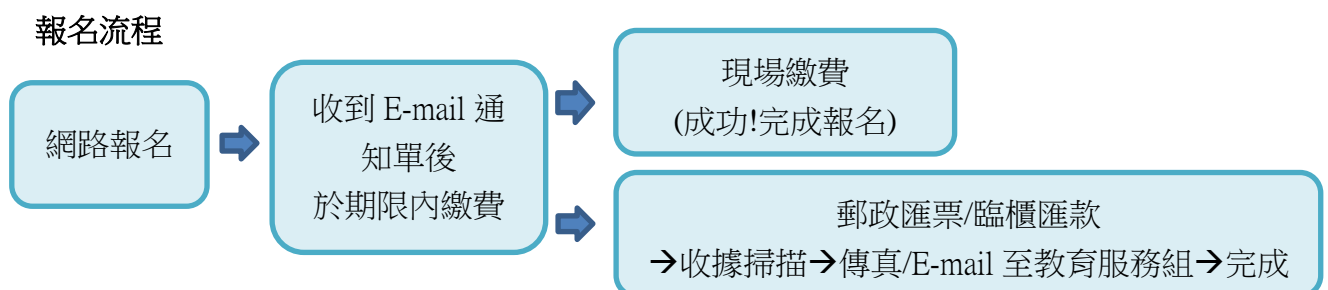 報名流程
網路報名
收到 E-mail 通
知單後
於期限內繳費
現場繳費
(成功!完成報名)
郵政匯票/臨櫃匯款
→收據掃描→傳真/E-mail 至教育服務組→完成